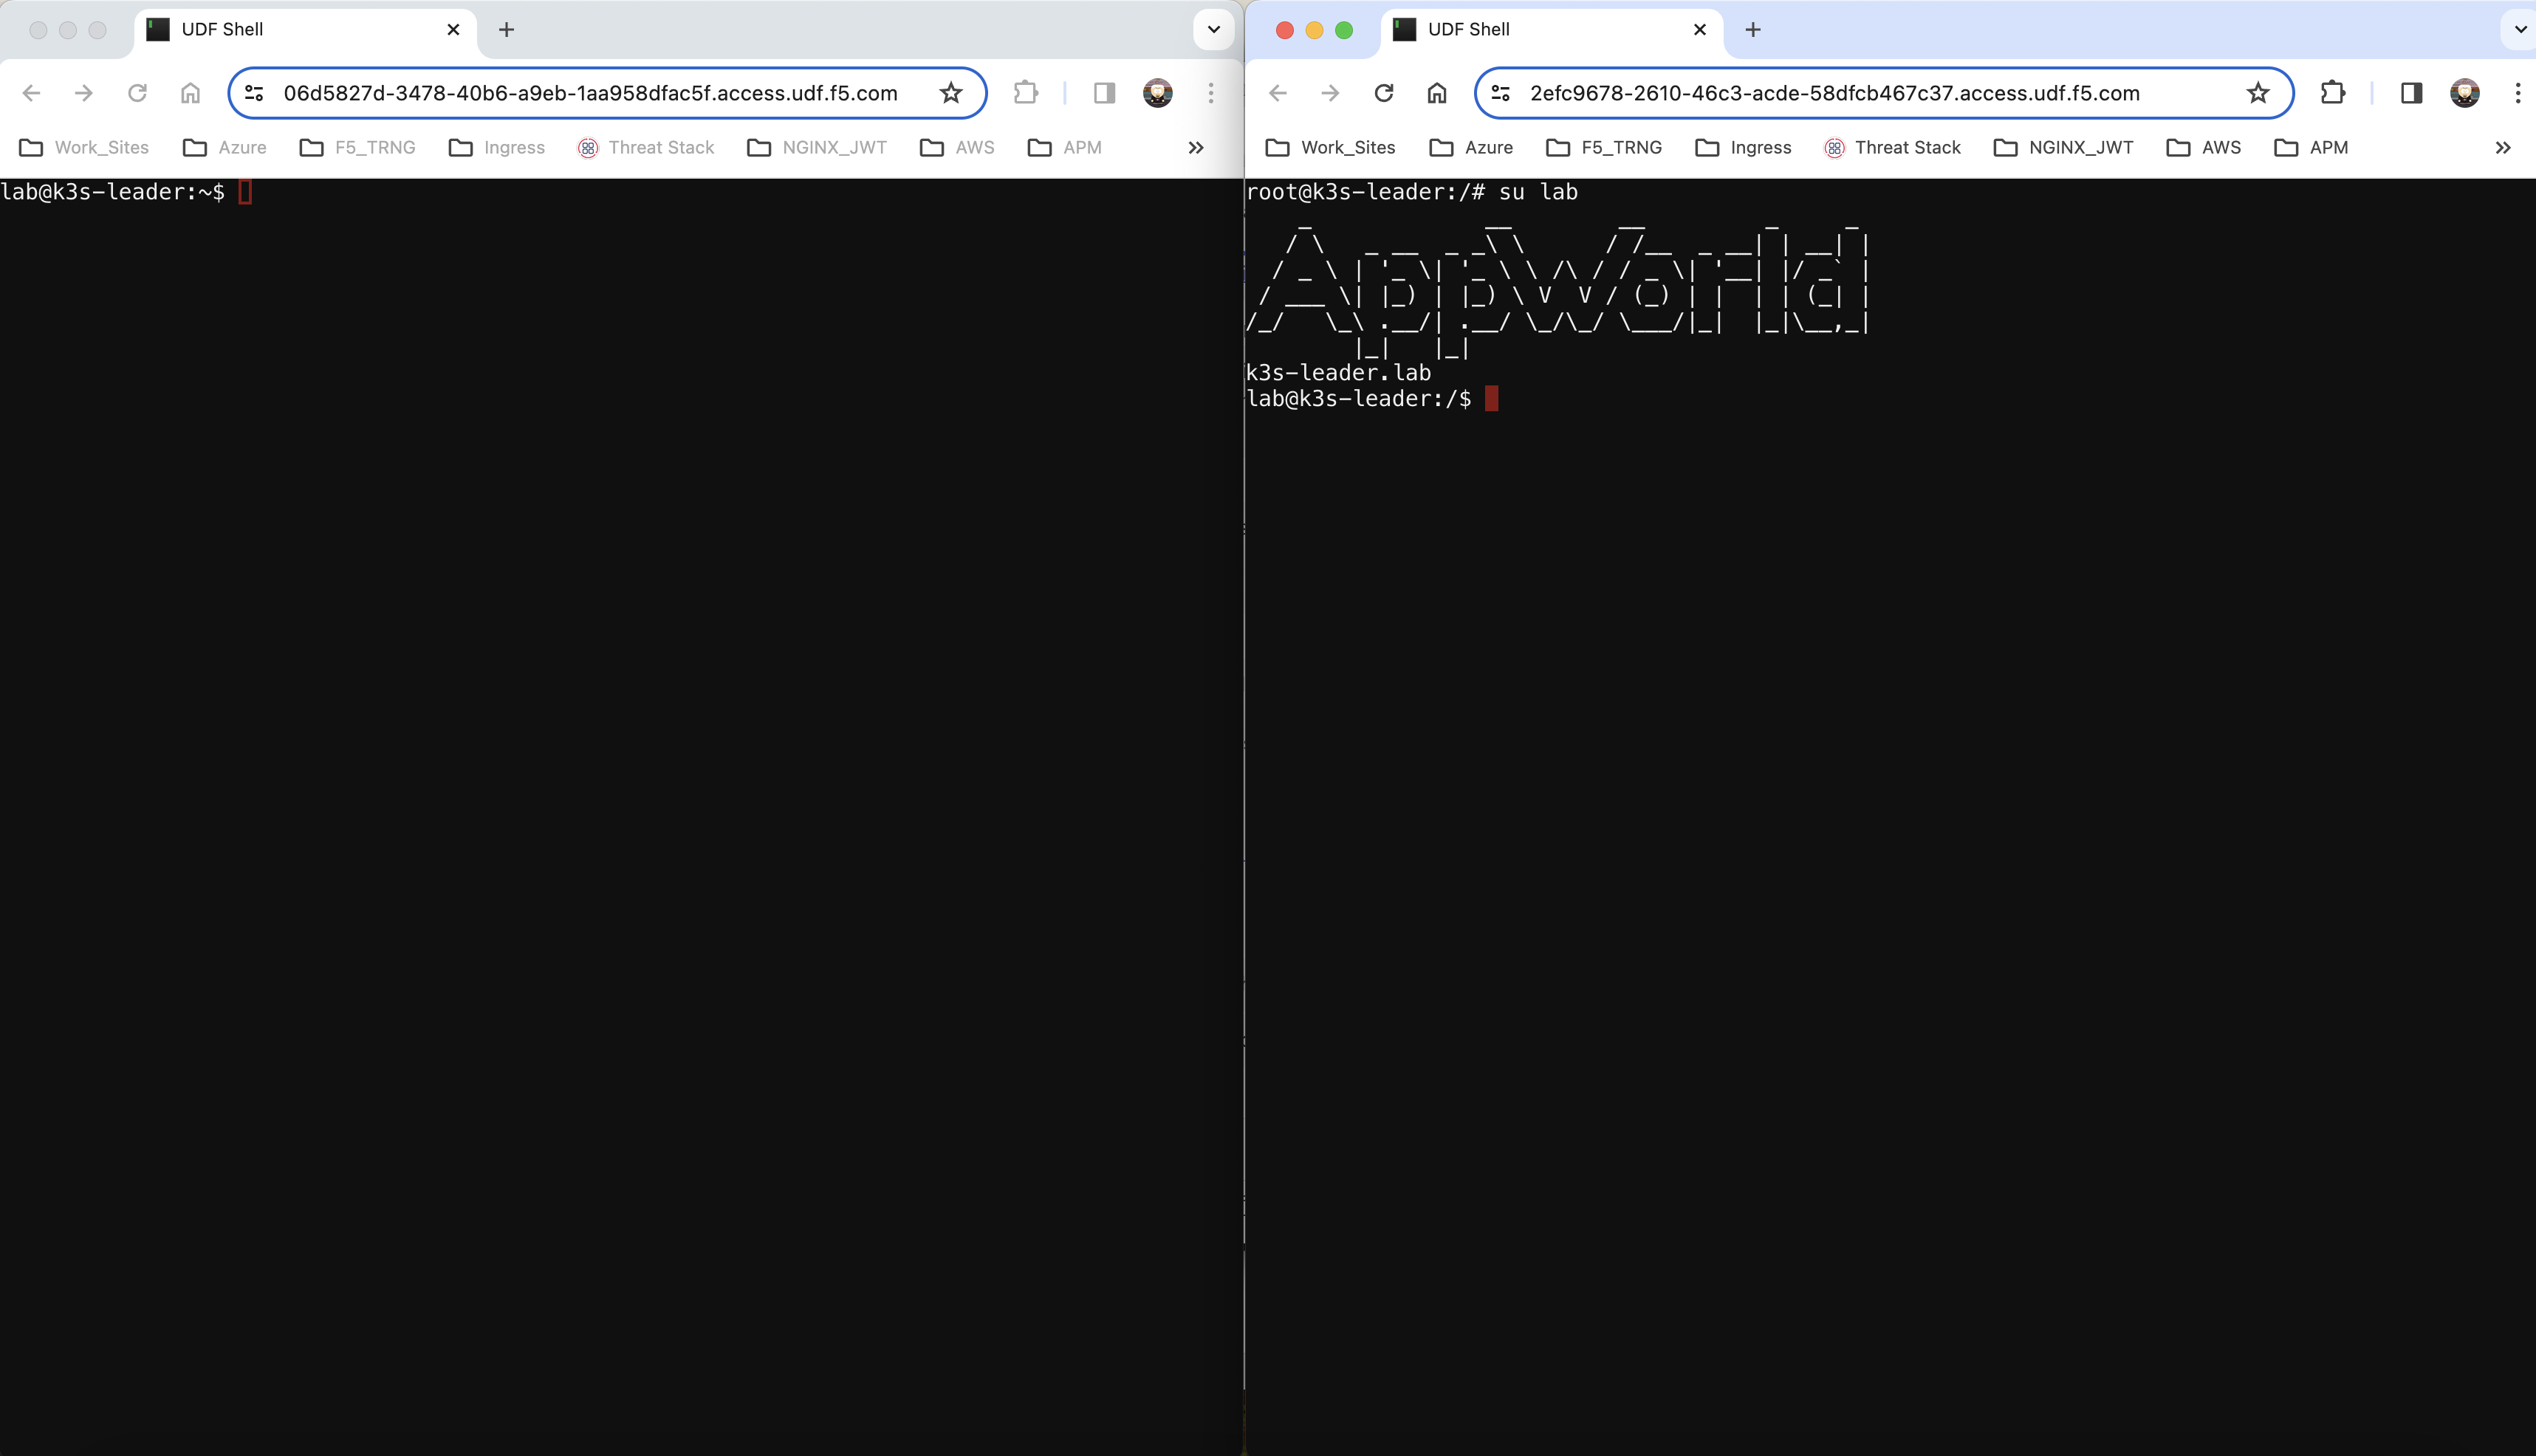 UDF Shell
06d5827d-3478-40b6-a9eb-1aa958dfac5f.access.udf.f5.com
Work_Sites Azure F5_TRNG Ingress Threat Stack NGINX_JWT AWS APM
lab@k3s-leader:~$
UDF Shell
2efc9678-2610-46c3-acde-58dfcb467c37.access.udf.f5.com
Work_Sites Azure F5_TRNG Ingress Threat Stack NGINX_JWT AWS APM
root@k3s-leader:/# su lab
AppWorld
k3s-leader.lab
lab@k3s-leader:/$